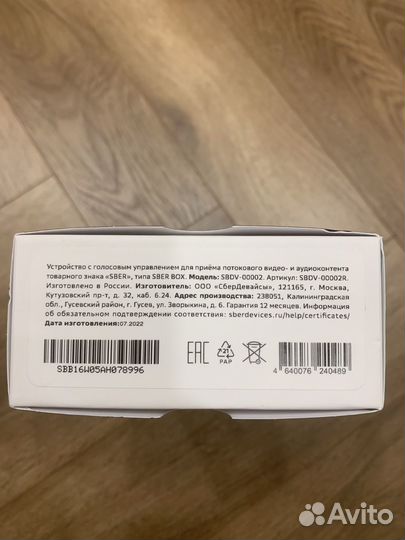 Устройство с голосовым управлением для приёма потокового видео- и аудиоконтента
товарного знака «SBER», типа SBER BOX. Модель: SBDV-00002. Артикул: SBDV-00002R.
Изготовлено в России. Изготовитель: ООО «СберДевайсы», 121165, г. Москва,
Кутузовский пр-т, д. 32, каб. 6.24. Адрес производства: 238051, Калининградская
обл., Гусевский район, г. Гусев, ул. Зворыкина, д. 6. Гарантия 12 месяцев. Информация
об обязательном подтверждении соответствия: sberdevices.ru/help/certificates/
Дата изготовления:07.2022
SBB16W05AH078996
EAC
21
PAP
4 640076 240489
Avito